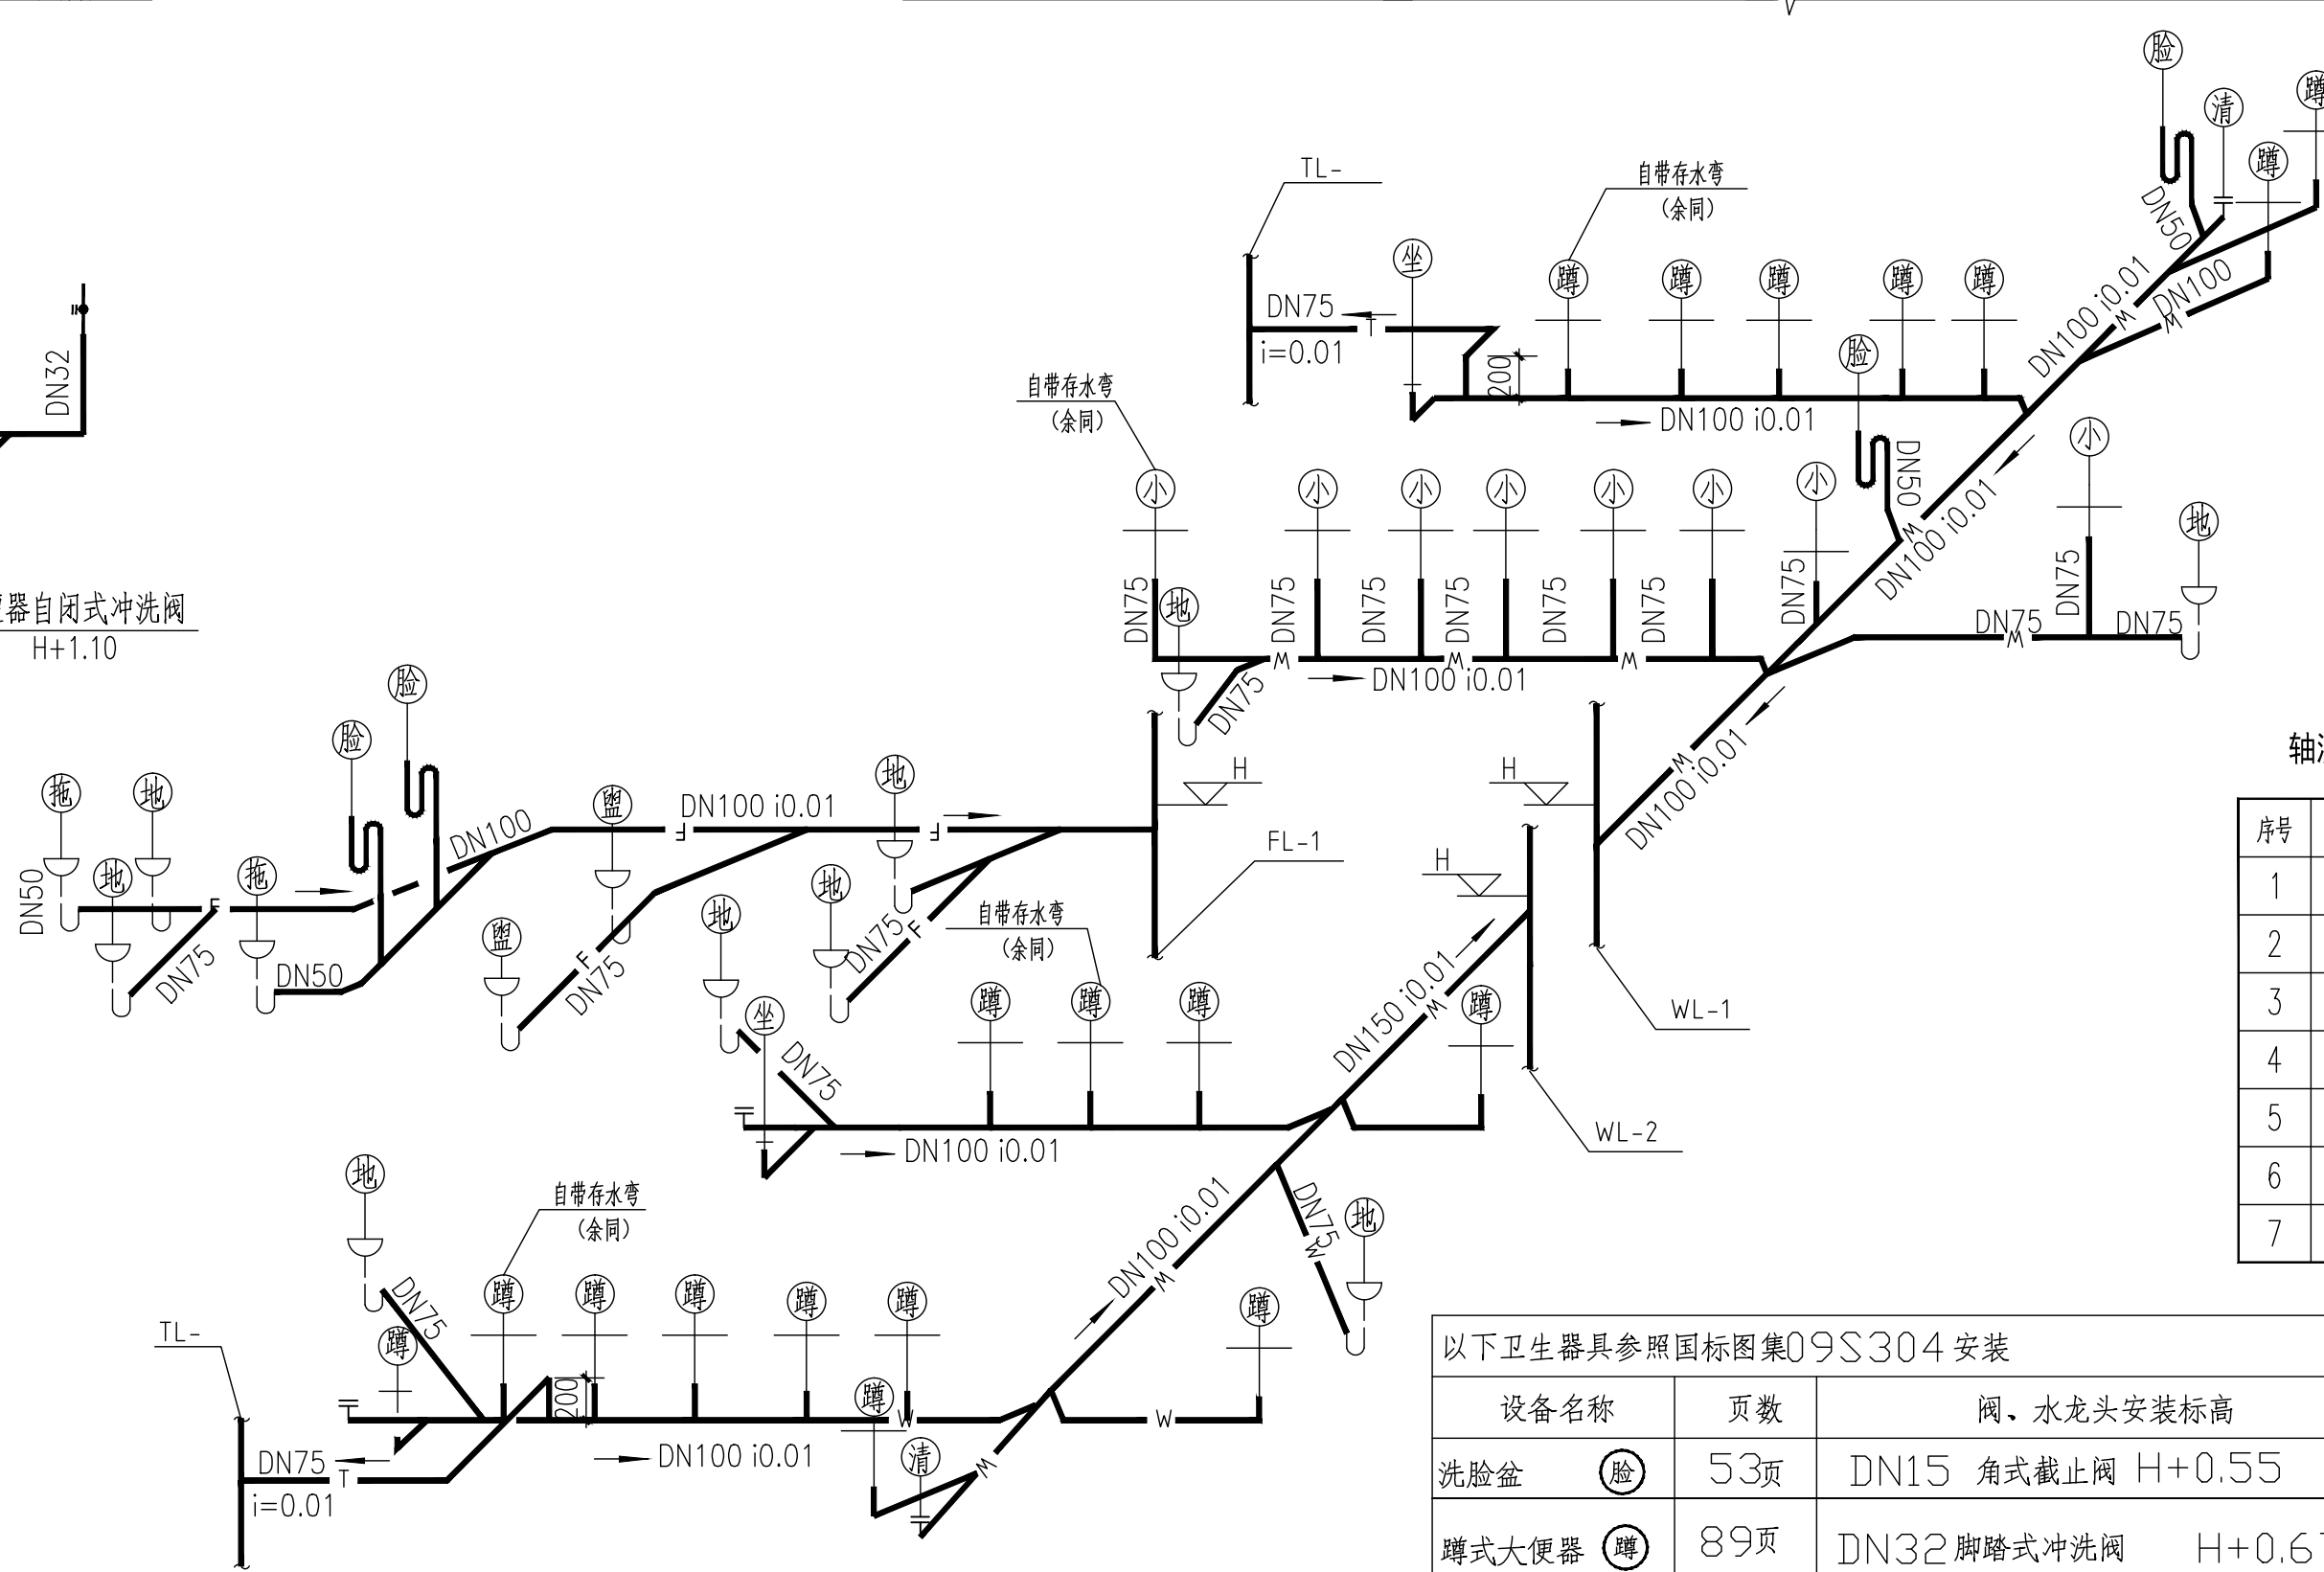 脸
清
蹲
蹲
DN50
TL-
自带存水弯
(余同)
坐
蹲
蹲
蹲
蹲
蹲
DN75
T
i=0.01
200
DN100 i0.01
DN100 i0.01
DN100
W
W
脸
DN50
W
DN100 i0.01
DN32
自带存水弯
(余同)
小
小
小
小
小
小
小
小
地
地
DN75
DN75
DN75
DN75
DN75
DN75
DN75
DN75
DN75
DN75
W
W
W
W
DN100 i0.01
DN75
W
DN100 i0.01
器自闭式冲洗阀
H+1.10
脸
脸
拖
地
地
拖
DN50
F
DN75
DN50
DN100
盥
盥
DN100 i0.01
F
F
地
地
F
DN75
F
DN75
H
FL-1
H
WL-1
H
WL-2
自带存水弯
(余同)
地
坐
DN75
蹲
蹲
蹲
蹲
DN100 i0.01
DN150 i0.01
W
DN100 i0.01
W
DN75
W
地
地
DN75
自带存水弯
(余同)
蹲
蹲
蹲
蹲
蹲
蹲
蹲
蹲
TL-
200
W
W
DN75
T
i=0.01
DN100 i0.01
清
W
轴
序号
1
2
3
4
5
6
7
以下卫生器具参照国标图集09S304安装
设备名称 页数 阀、水龙头安装标高
洗脸盆 脸 53页 DN15 角式截止阀 H+0.55
蹲式大便器 蹲 89页 DN32脚踏式冲洗阀 H+0.6